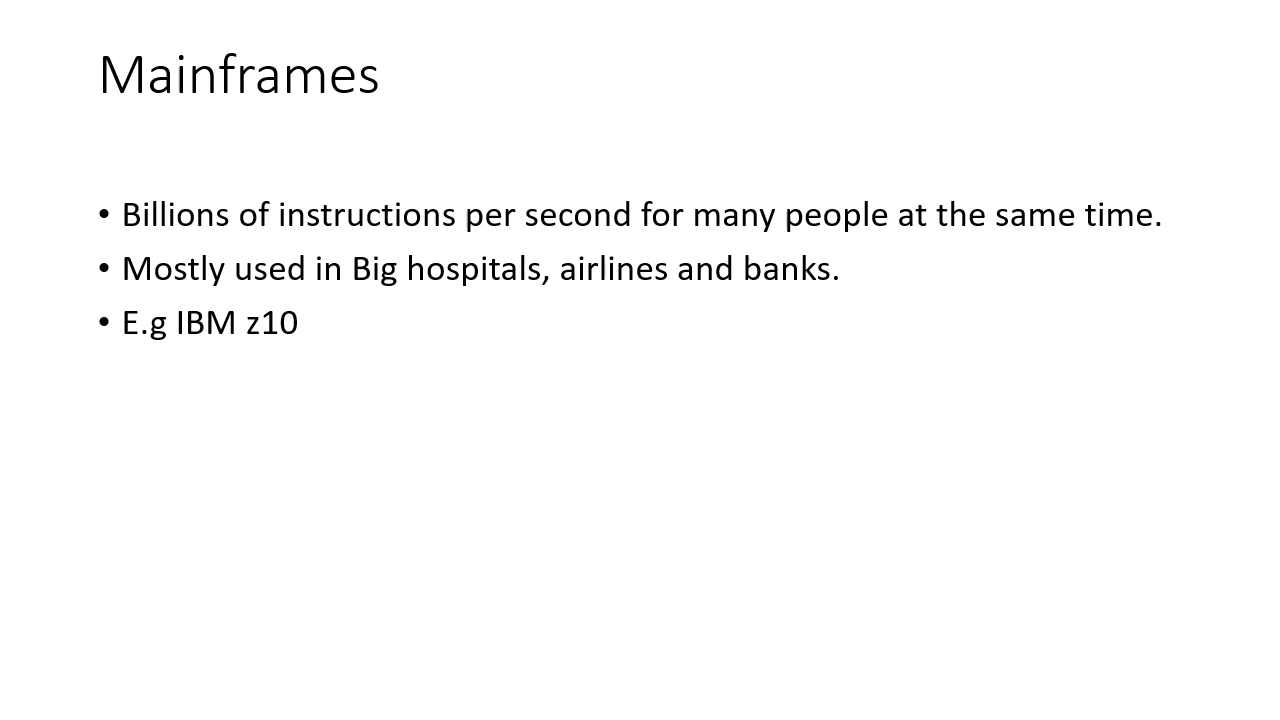 Mainframes
• Billions of instructions per second for many people at the same time.
• Mostly used in Big hospitals, airlines and banks.
• E.g IBM z10